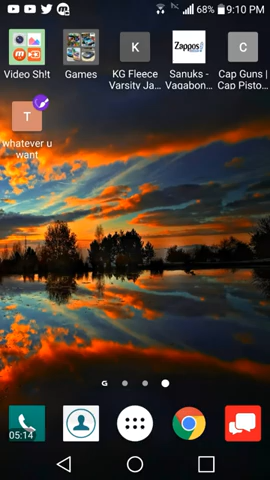 68% 9:10 PM
Video Sh!t
Games
K
KG Fleece
Varsity Ja...
Zappos
Sanuks -
Vagabon...
C
Cap Guns |
Cap Pisto...
T
whatever u
want
G
05:14